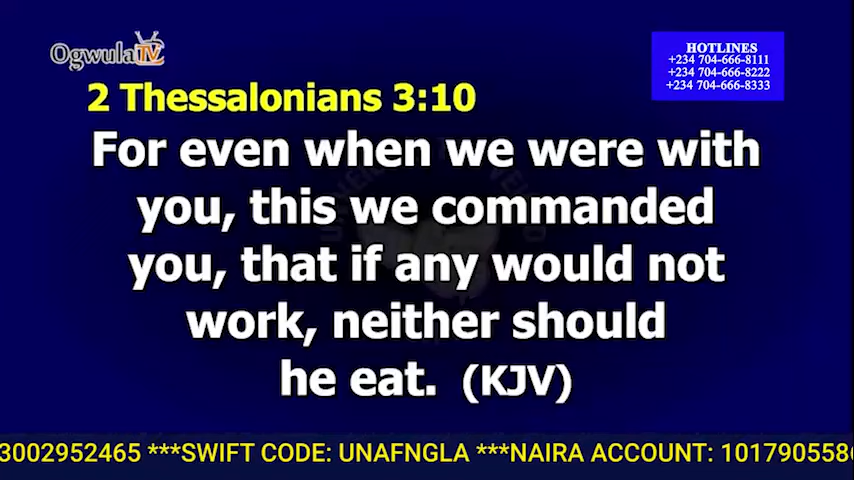 OgwulaTV
HOTLINES
+234 704-666-8111
+234 704-666-8222
+234 704-666-8333
2 Thessalonians 3:10
For even when we were with
you, this we commanded
you, that if any would not
work, neither should
he eat. (KJV)
3002952465 ***SWIFT CODE: UNAFNGLA ***NAIRA ACCOUNT: 1017905586